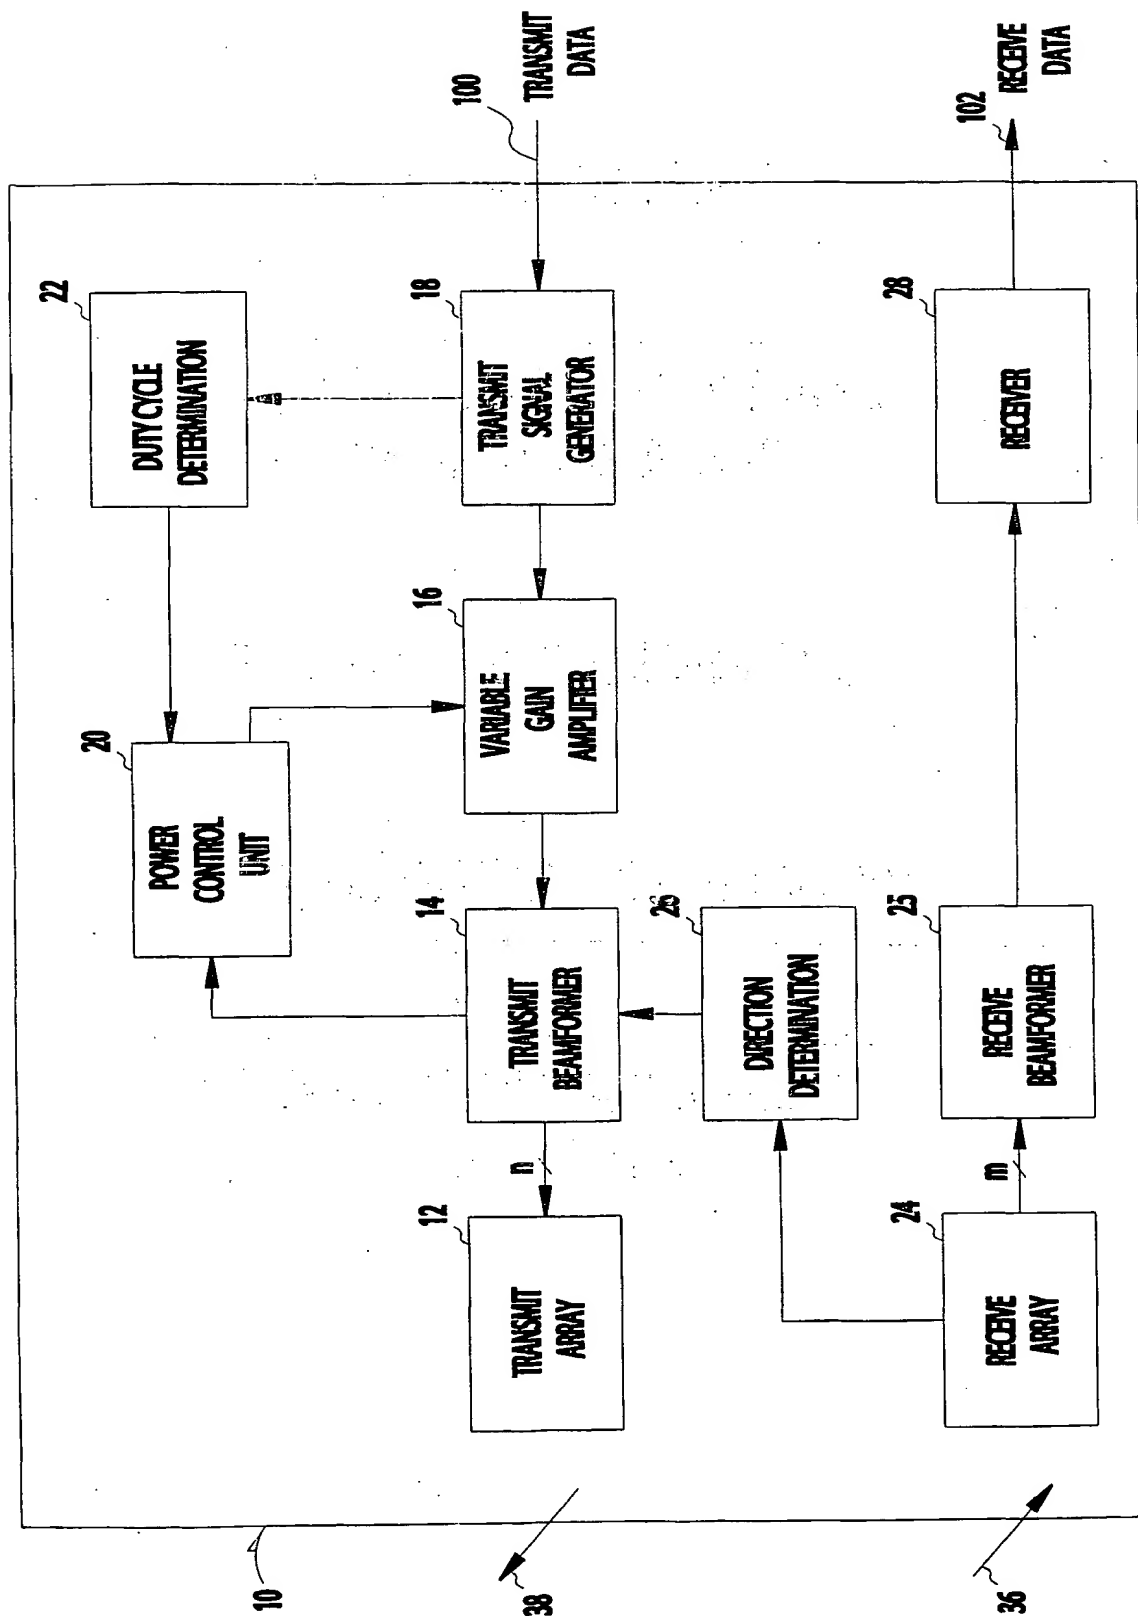 100
TRANSMIT
DATA
102
RECEIVE
DATA
22
DUTY CYCLE
DETERMINATION
18
TRANSMIT
SIGNAL
GENERATOR
28
RECEIVER
20
POWER
CONTROL
UNIT
16
VARIABLE
GAIN
AMPLIFIER
14
TRANSMIT
BEAMFORMER
26
DIRECTION
DETERMINATION
25
RECEIVE
BEAMFORMER
n
m
12
TRANSMIT
ARRAY
24
RECEIVE
ARRAY
10
38
36